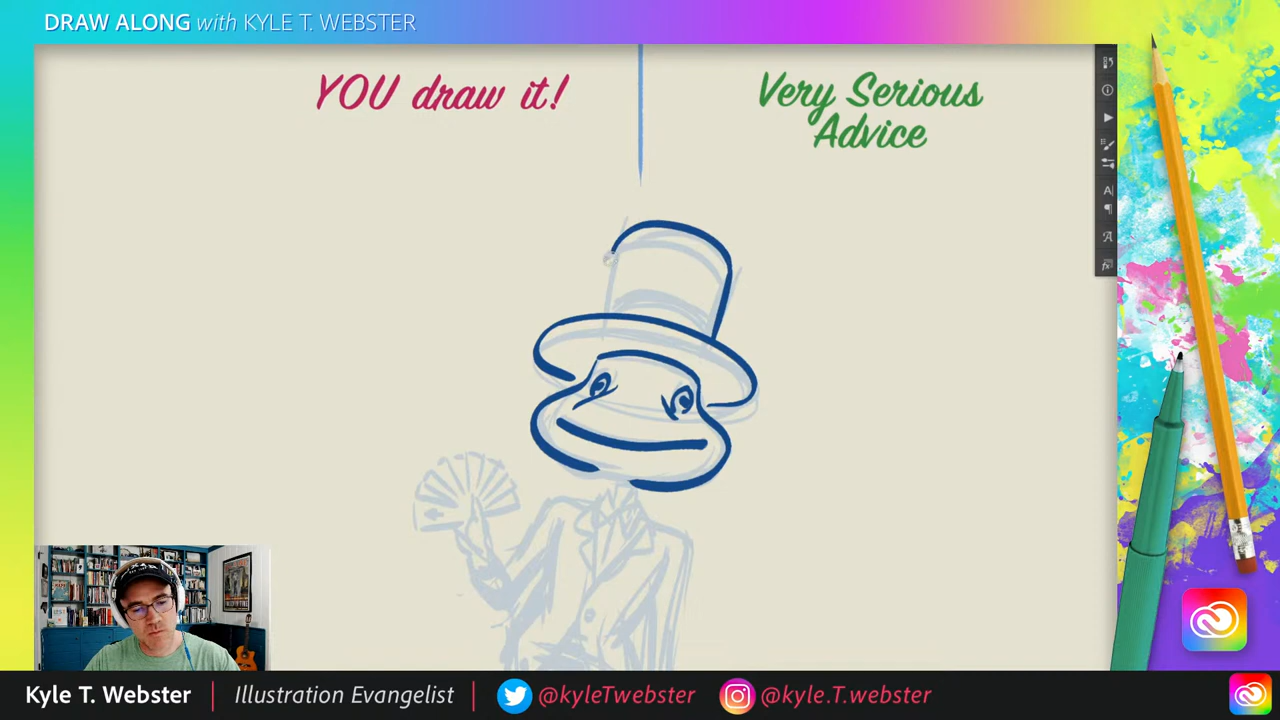 DRAW ALONG with KYLE T. WEBSTER
YOU draw it!
Very Serious
Advice
Kyle T. Webster | Illustration Evangelist | @kyleTwebster @kyle.T.webster